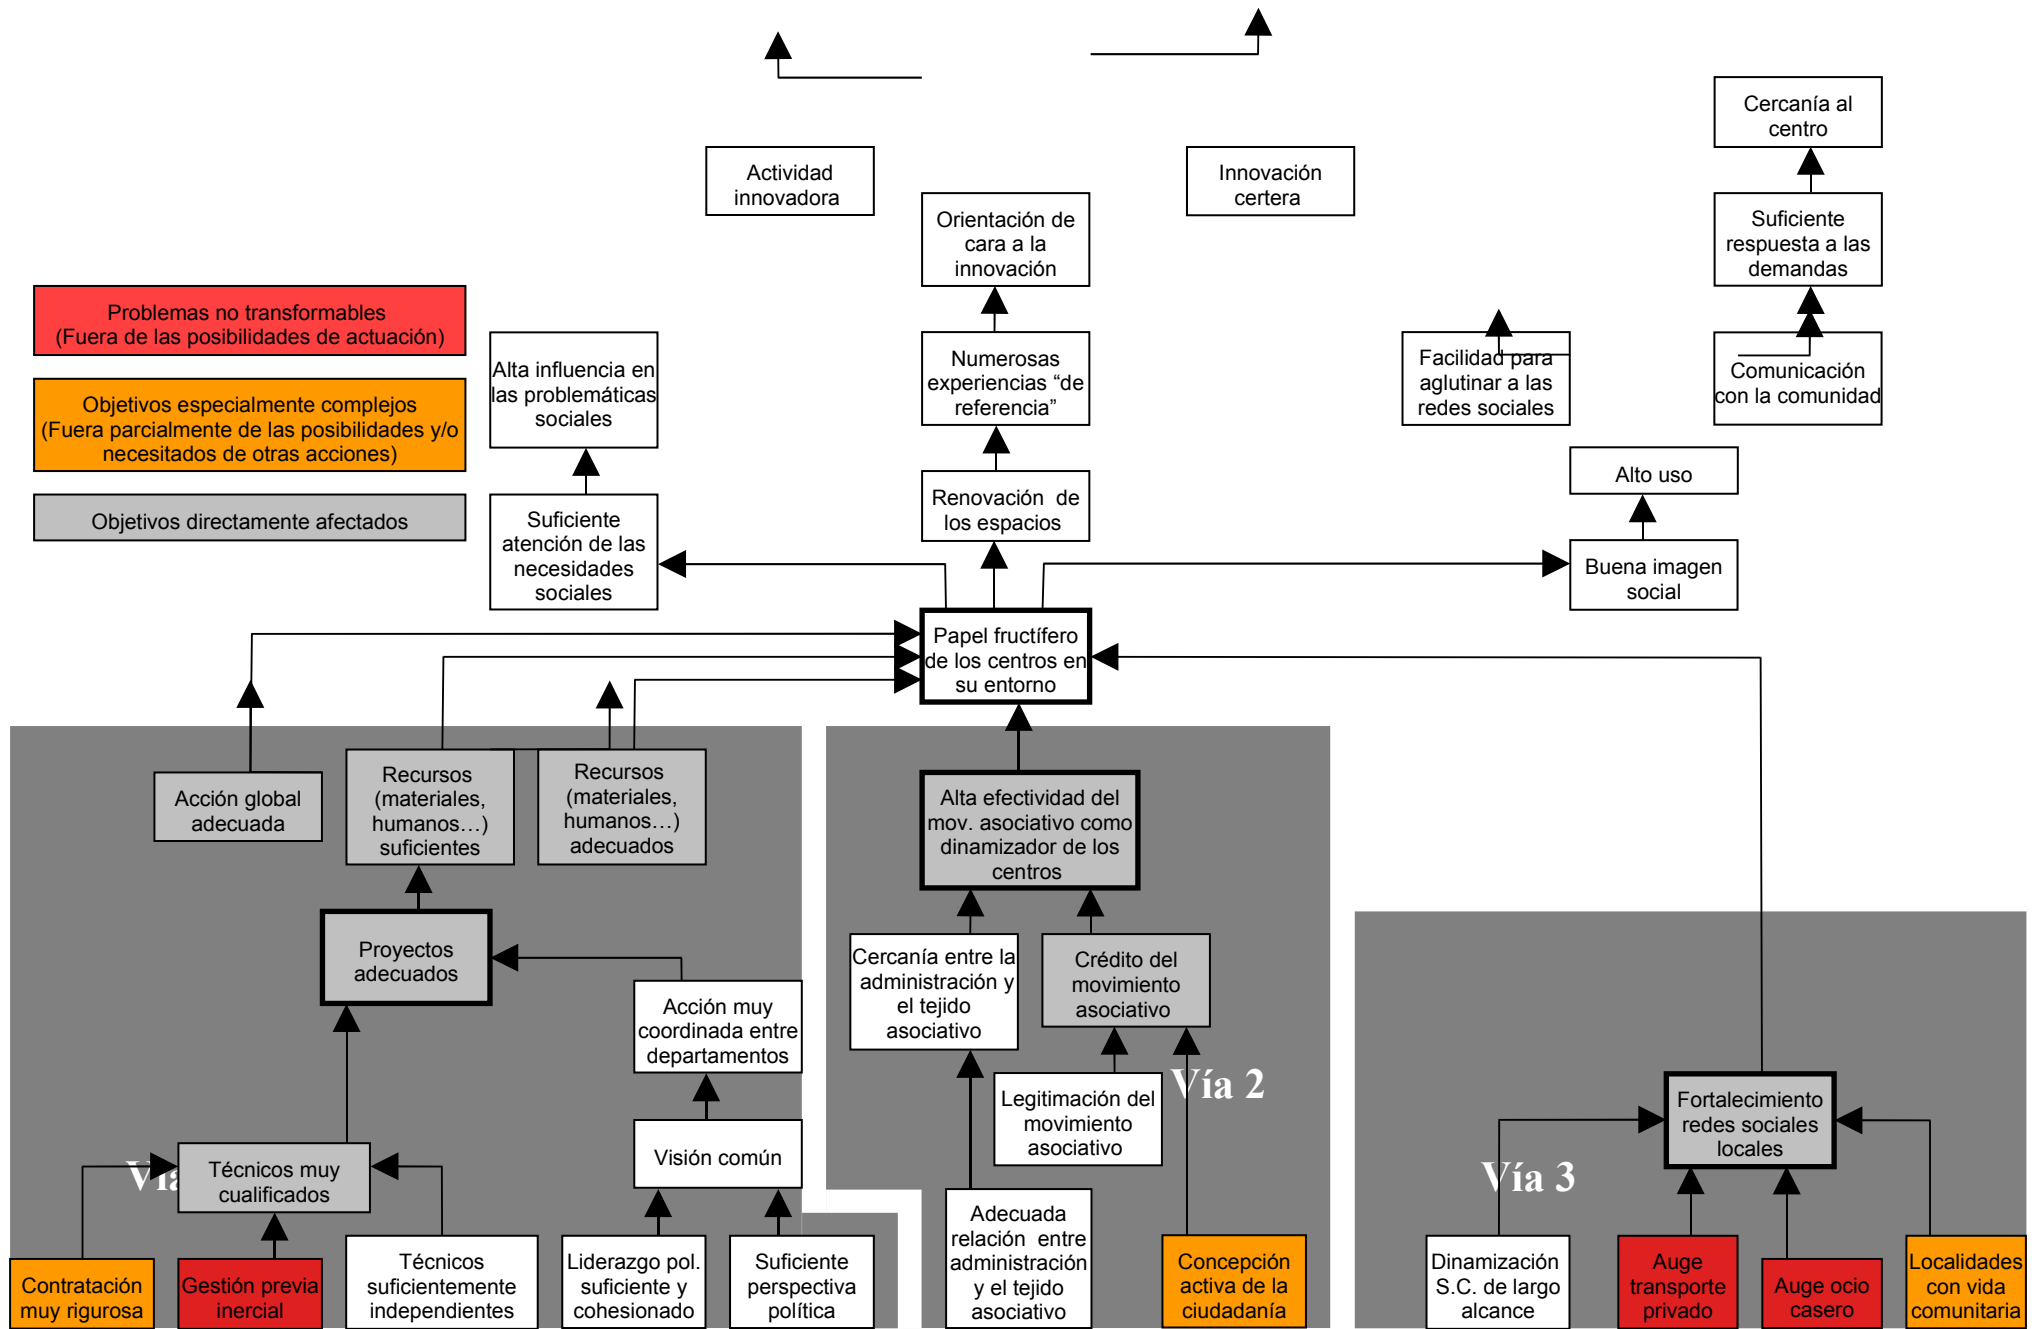 Cercanía al
centro
Actividad
innovadora
Innovación
certera
Orientación de
cara a la
innovación
Suficiente
respuesta a las
demandas
Problemas no transformables
(Fuera de las posibilidades de actuación)
Objetivos especialmente complejos
(Fuera parcialmente de las posibilidades y/o
necesitados de otras acciones)
Objetivos directamente afectados
Alta influencia en
las problemáticas
sociales
Numerosas
experiencias “de
referencia”
Facilidad para
aglutinar a las
redes sociales
Comunicación
con la comunidad
Suficiente
atención de las
necesidades
sociales
Renovación de
los espacios
Alto uso
Buena imagen
social
Papel fructífero
de los centros en
su entorno
Acción global
adecuada
Recursos
(materiales,
humanos…)
suficientes
Recursos
(materiales,
humanos…)
adecuados
Alta efectividad del
mov. asociativo como
dinamizador de los
centros
Proyectos
adecuados
Acción muy
coordinada entre
departamentos
Cercanía entre la
administración y
el tejido
asociativo
Crédito del
movimiento
asociativo
Vía 2
Legitimación del
movimiento
asociativo
Fortalecimiento
redes sociales
locales
Vía
Técnicos muy
cualificados
Visión común
Vía 3
Contratación
muy rigurosa
Gestión previa
inercial
Técnicos
suficientemente
independientes
Liderazgo pol.
suficiente y
cohesionado
Suficiente
perspectiva
política
Adecuada
relación entre
administración
y el tejido
asociativo
Concepción
activa de la
ciudadanía
Dinamización
S.C. de largo
alcance
Auge
transporte
privado
Auge ocio
casero
Localidades
con vida
comunitaria